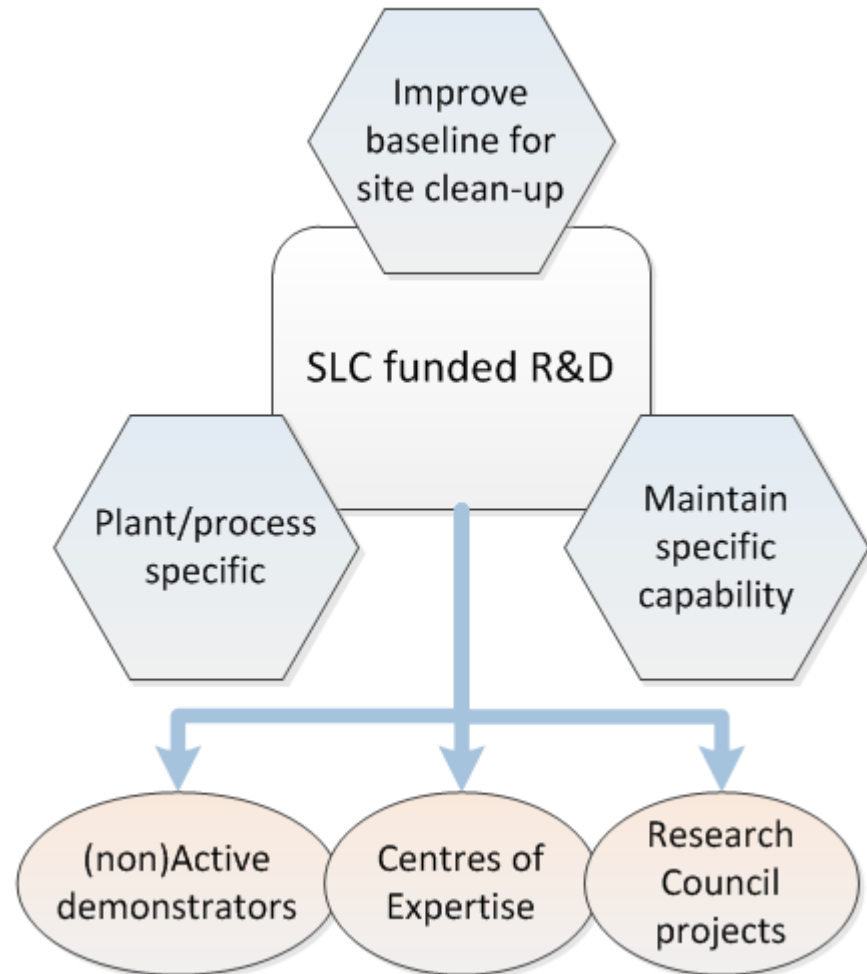 Improve
baseline for
site clean-up
SLC funded R&D
Plant/process
specific
Maintain
specific
capability
(non)Active
demonstrators
Centres of
Expertise
Research
Council
projects